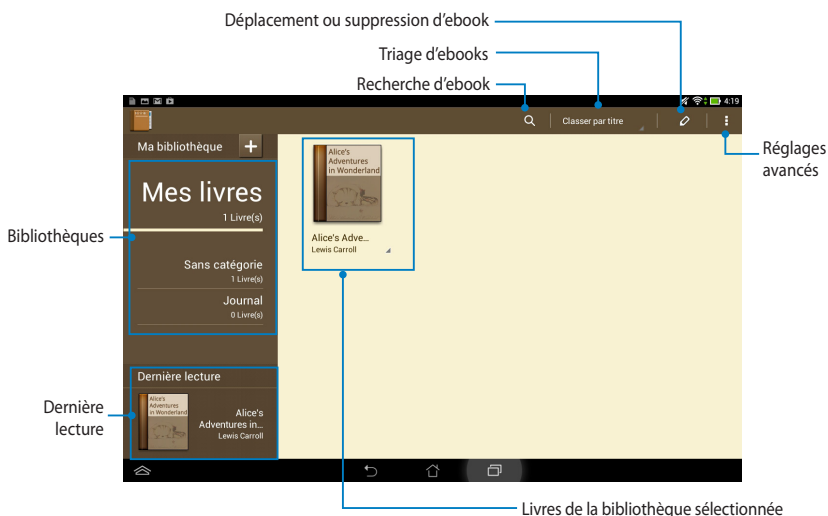 Déplacement ou suppression d'ebook
Triage d'ebooks
Recherche d'ebook
4:19
Classer par titre
Ma bibliothèque
Mes livres
1 Livre(s)
Sans catégorie
1 Livre(s)
Journal
0 Livre(s)
Alice's
Adventures
in Wonderland
Alice's Adve...
Lewis Carroll
Réglages
avancés
Bibliothèques
Dernière lecture
Alice's
Adventures
in Wonderland
Alice's
Adventures in...
Lewis Carroll
Dernière
lecture
Livres de la bibliothèque sélectionnée